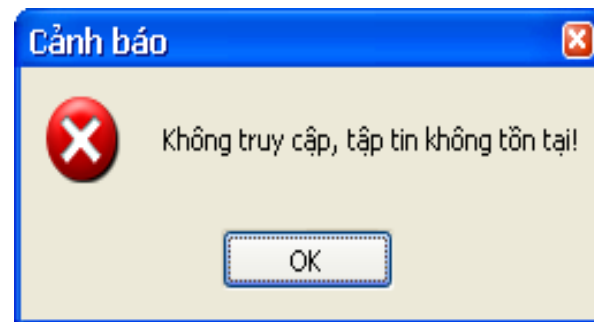 Cảnh báo
Không truy cập, tập tin không tồn tại!
OK